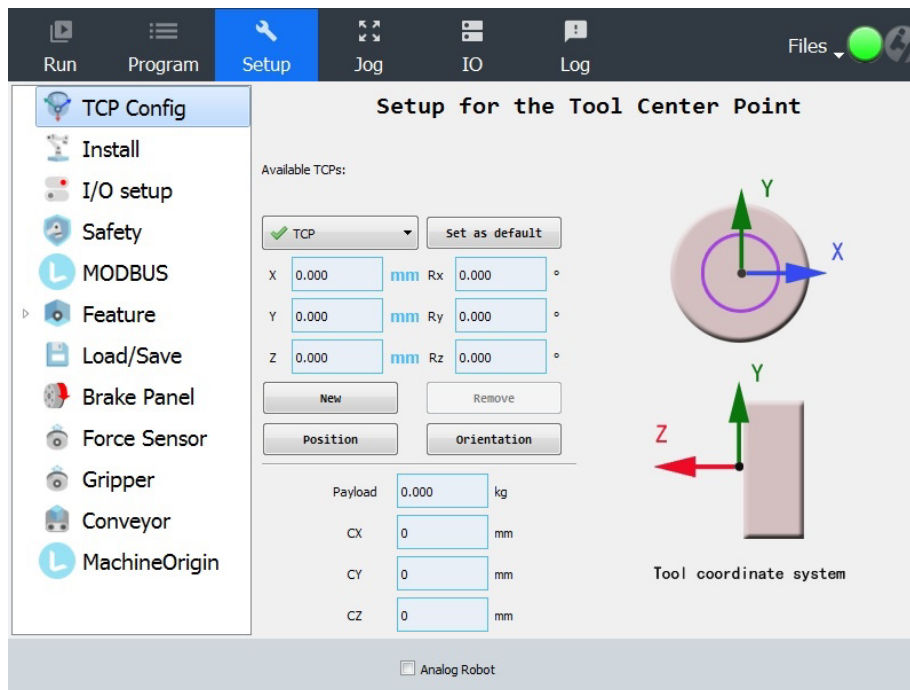 Run Program Setup Jog IO Log Files
TCP Config
Install
I/O setup
Safety
MODBUS
Feature
Load/Save
Brake Panel
Force Sensor
Gripper
Conveyor
MachineOrigin
Setup for the Tool Center Point
Available TCPs:
TCP Set as default
X 0.000 mm Rx 0.000 °
Y 0.000 mm Ry 0.000 °
Z 0.000 mm Rz 0.000 °
New Remove
Position Orientation
Payload 0.000 kg
CX 0 mm
CY 0 mm
CZ 0 mm
Y
X
Y
Z
Tool coordinate system
Analog Robot